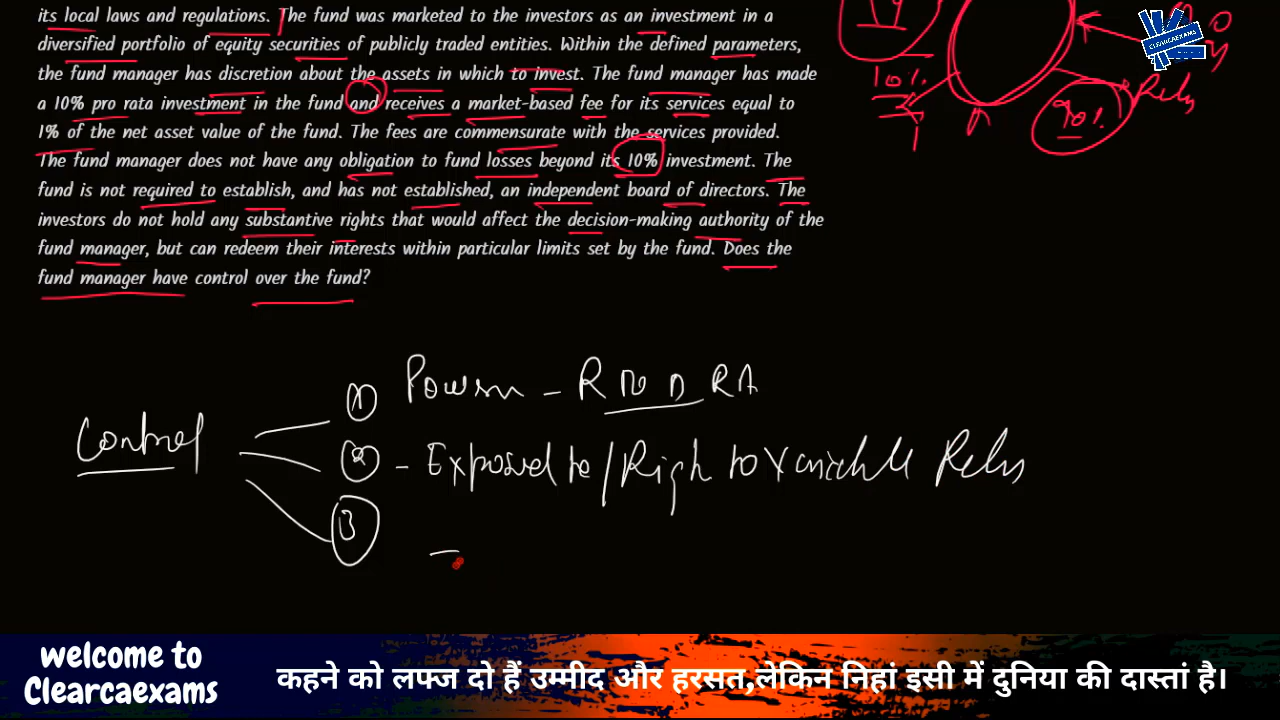 its local laws and regulations. The fund was marketed to the investors as an investment in a
diversified portfolio of equity securities of publicly traded entities. Within the defined parameters,
the fund manager has discretion about the assets in which to invest. The fund manager has made
a 10% pro rata investment in the fund and receives a market-based fee for its services equal to
1% of the net asset value of the fund. The fees are commensurate with the services provided.
The fund manager does not have any obligation to fund losses beyond its 10% investment. The
fund is not required to establish, and has not established, an independent board of directors. The
investors do not hold any substantive rights that would affect the decision-making authority of the
fund manager, but can redeem their interests within particular limits set by the fund. Does the
fund manager have control over the fund?
10%
90%
CLEARCAEXAMS
Control
① Power - R D RA
② - Exposed to/Right to Variable
③
welcome to
Clearcaexams
कहने को लफ्ज दो हैं उम्मीद और हरसत,लेकिन निहां इसी में दुनिया की दास्तां है।